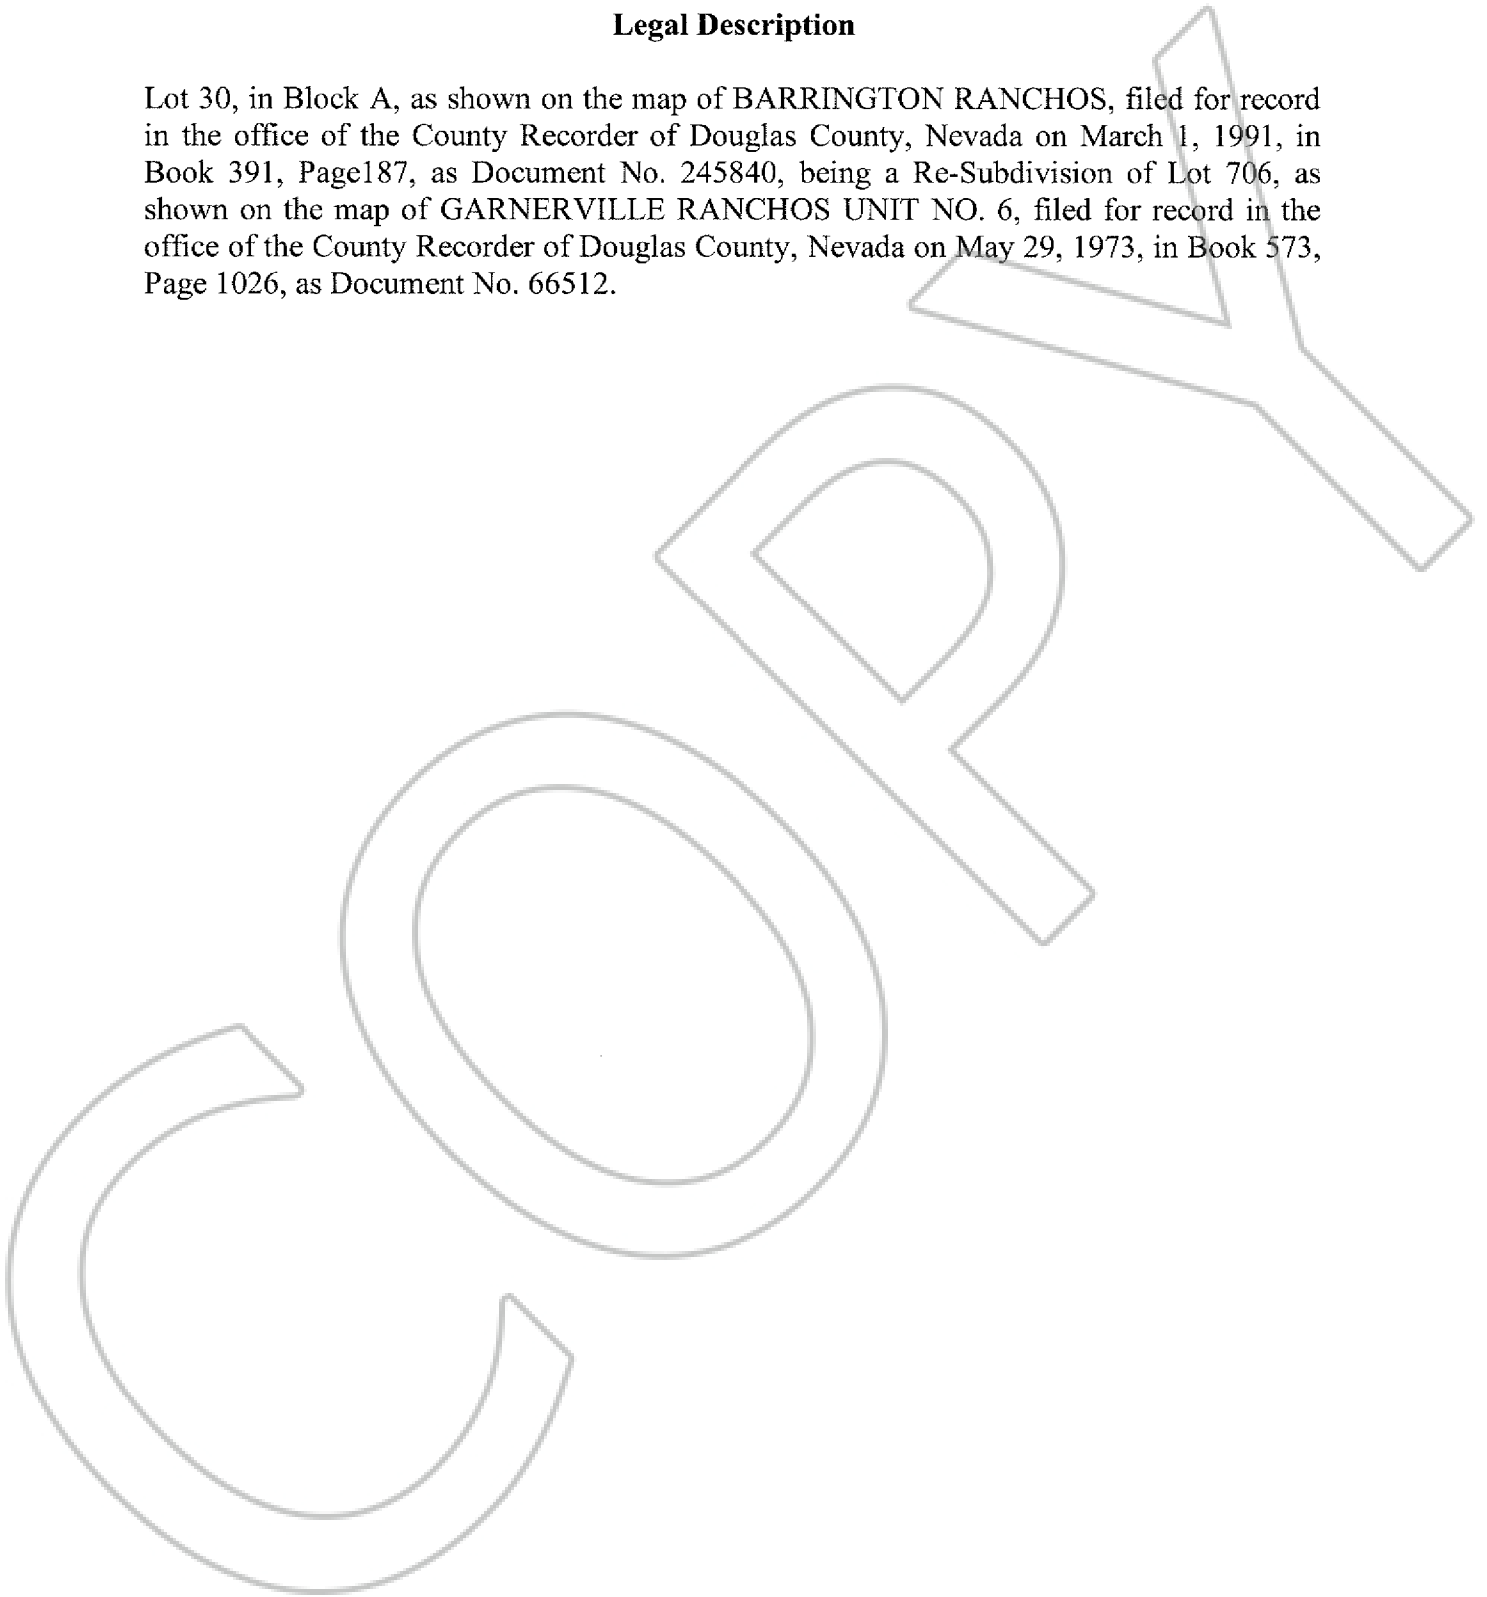 Legal Description
Lot 30, in Block A, as shown on the map of BARRINGTON RANCHOS, filed for record
in the office of the County Recorder of Douglas County, Nevada on March 1, 1991, in
Book 391, Page187, as Document No. 245840, being a Re-Subdivision of Lot 706, as
shown on the map of GARNERVILLE RANCHOS UNIT NO. 6, filed for record in the
office of the County Recorder of Douglas County, Nevada on May 29, 1973, in Book 573,
Page 1026, as Document No. 66512.
COPY